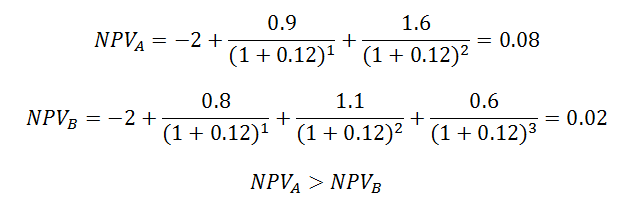 NPV_A = −2 + 0.9/(1 + 0.12)^1 + 1.6/(1 + 0.12)^2 = 0.08
NPV_B = −2 + 0.8/(1 + 0.12)^1 + 1.1/(1 + 0.12)^2 + 0.6/(1 + 0.12)^3 = 0.02
NPV_A > NPV_B